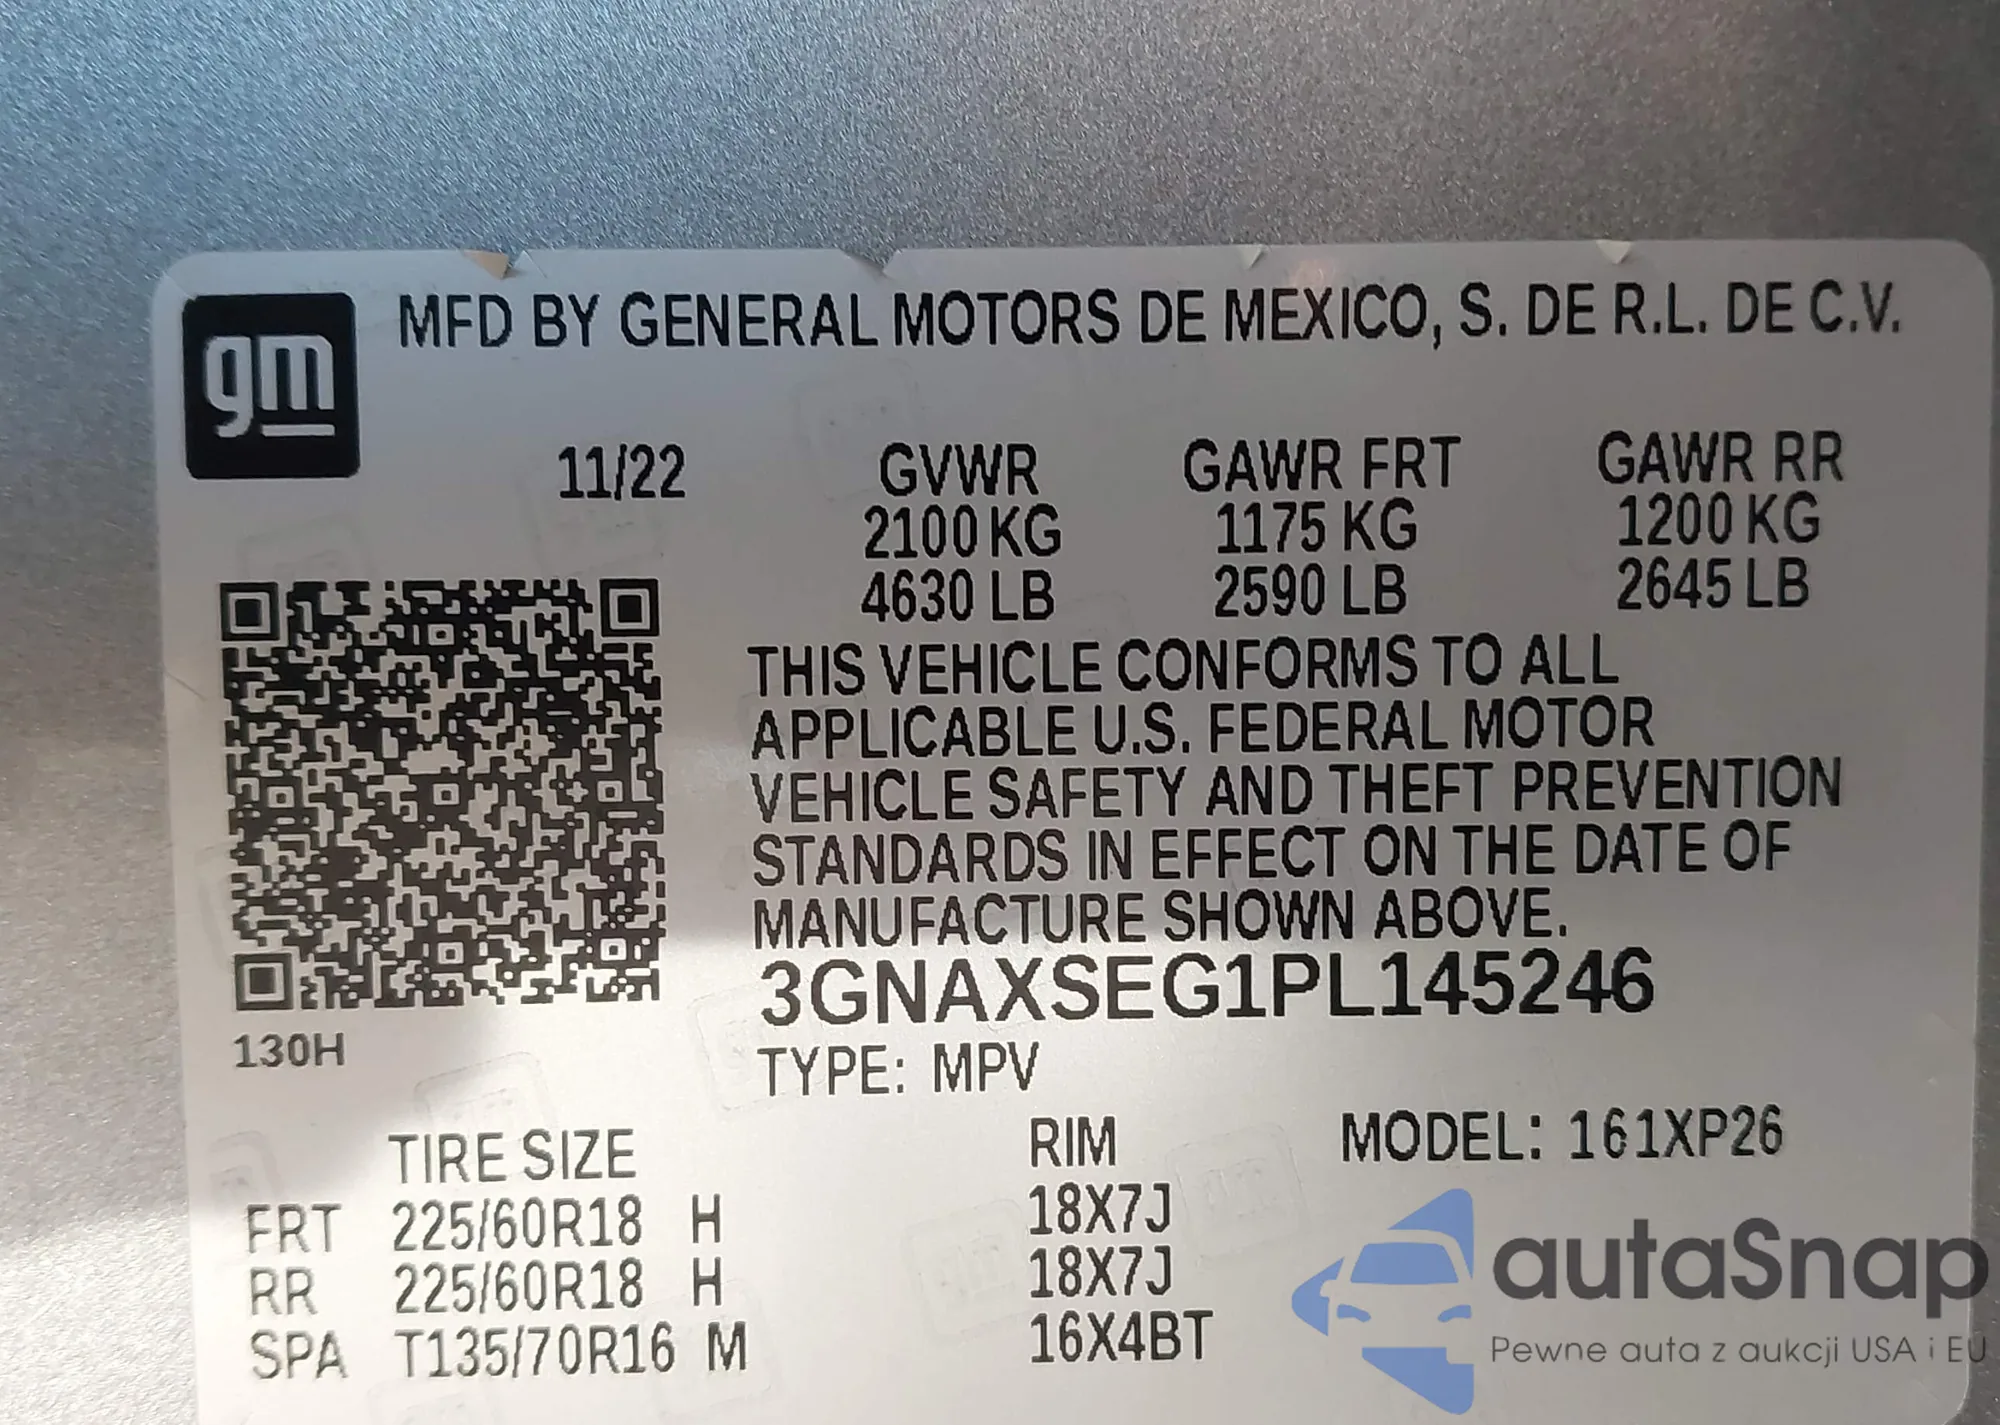 gm
MFD BY GENERAL MOTORS DE MEXICO, S. DE R.L. DE C.V.
11/22 GVWR GAWR FRT GAWR RR
2100 KG 1175 KG 1200 KG
4630 LB 2590 LB 2645 LB
THIS VEHICLE CONFORMS TO ALL
APPLICABLE U.S. FEDERAL MOTOR
VEHICLE SAFETY AND THEFT PREVENTION
STANDARDS IN EFFECT ON THE DATE OF
MANUFACTURE SHOWN ABOVE.
3GNAXSEG1PL145246
130H
TYPE: MPV
TIRE SIZE RIM MODEL: 161XP26
FRT 225/60R18 H 18X7J
RR 225/60R18 H 18X7J
SPA T135/70R16 M 16X4BT
autaSnap
Pewne auta z aukcji USA i EU